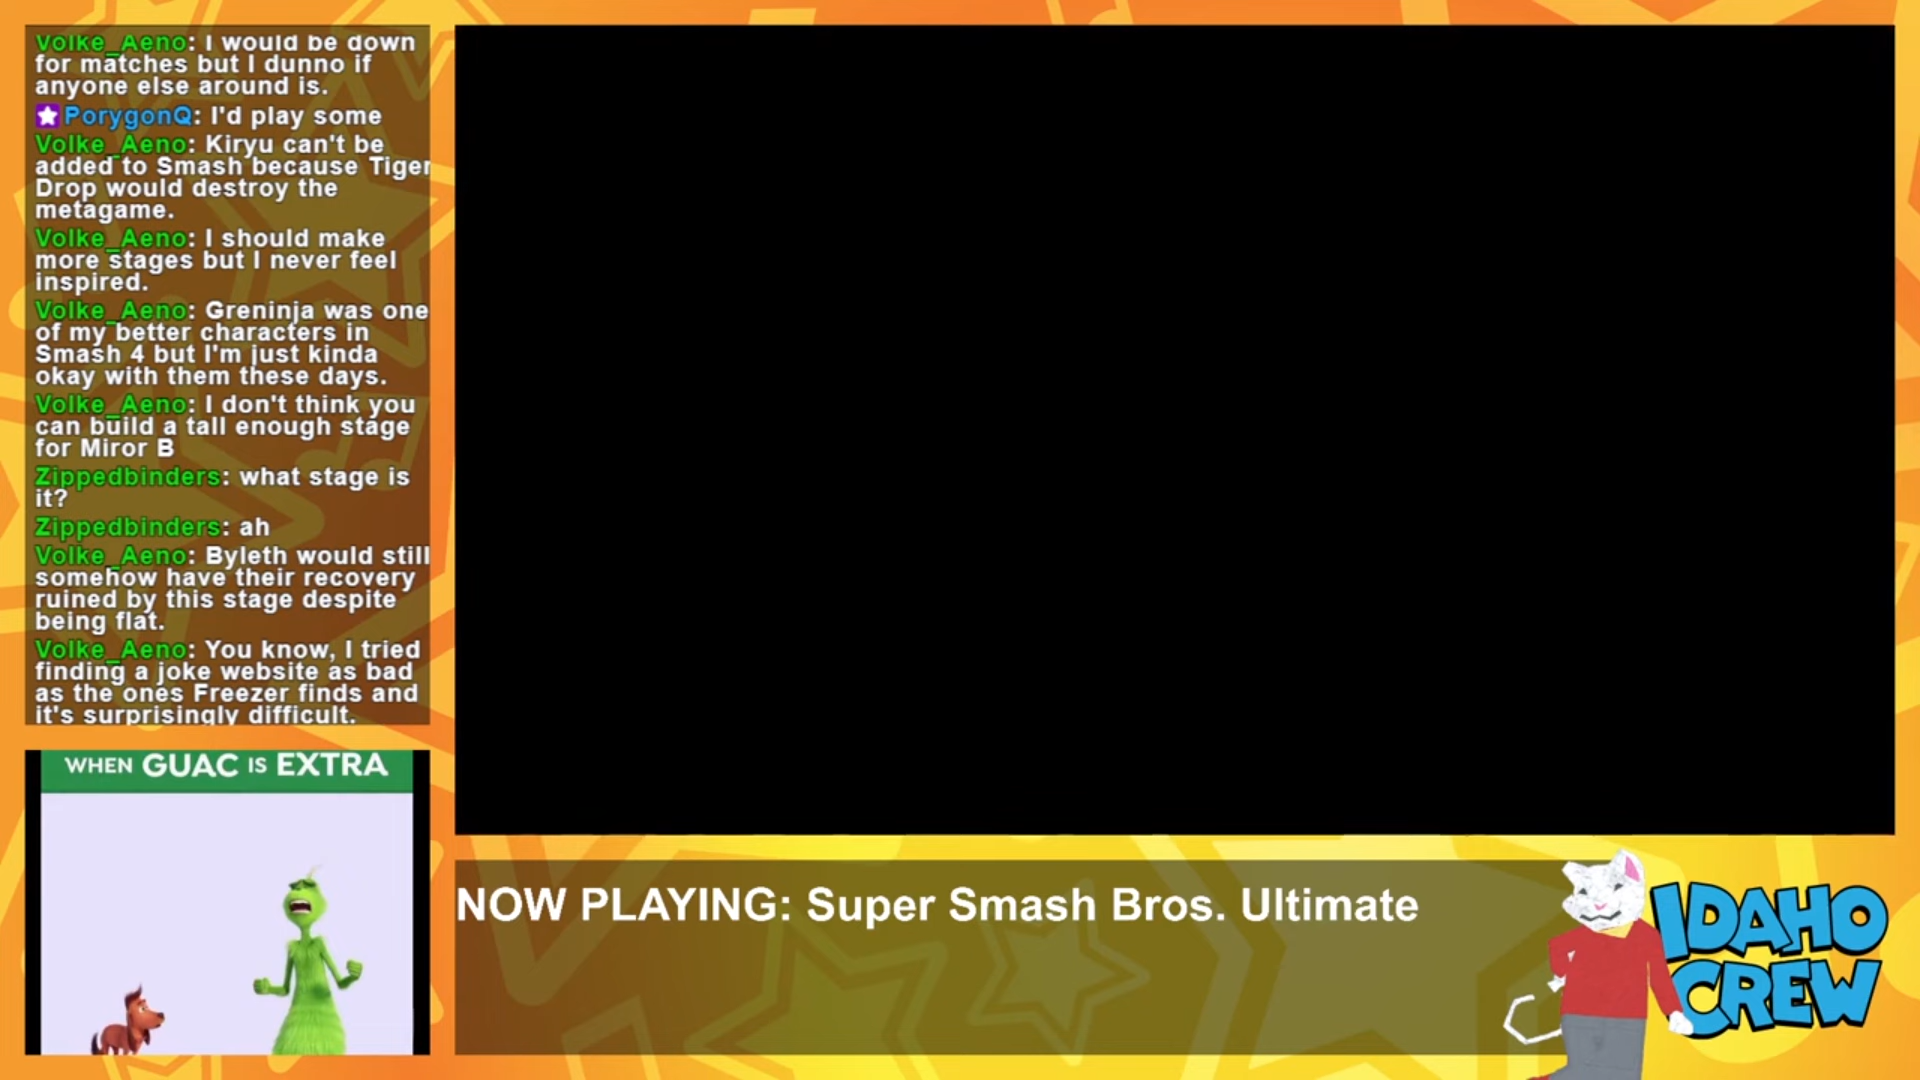 Volke_Aeno: I would be down
for matches but I dunno if
anyone else around is.
PorygonQ: I'd play some
Volke_Aeno: Kiryu can't be
added to Smash because Tiger
Drop would destroy the
metagame.
Volke_Aeno: I should make
more stages but I never feel
inspired.
Volke_Aeno: Greninja was one
of my better characters in
Smash 4 but I'm just kinda
okay with them these days.
Volke_Aeno: I don't think you
can build a tall enough stage
for Miror B
Zippedbinders: what stage is
it?
Zippedbinders: ah
Volke_Aeno: Byleth would still
somehow have their recovery
ruined by this stage despite
being flat.
Volke_Aeno: You know, I tried
finding a joke website as bad
as the ones Freezer finds and
it's surprisingly difficult.
WHEN GUAC IS EXTRA
NOW PLAYING: Super Smash Bros. Ultimate
IDAHO
CREW